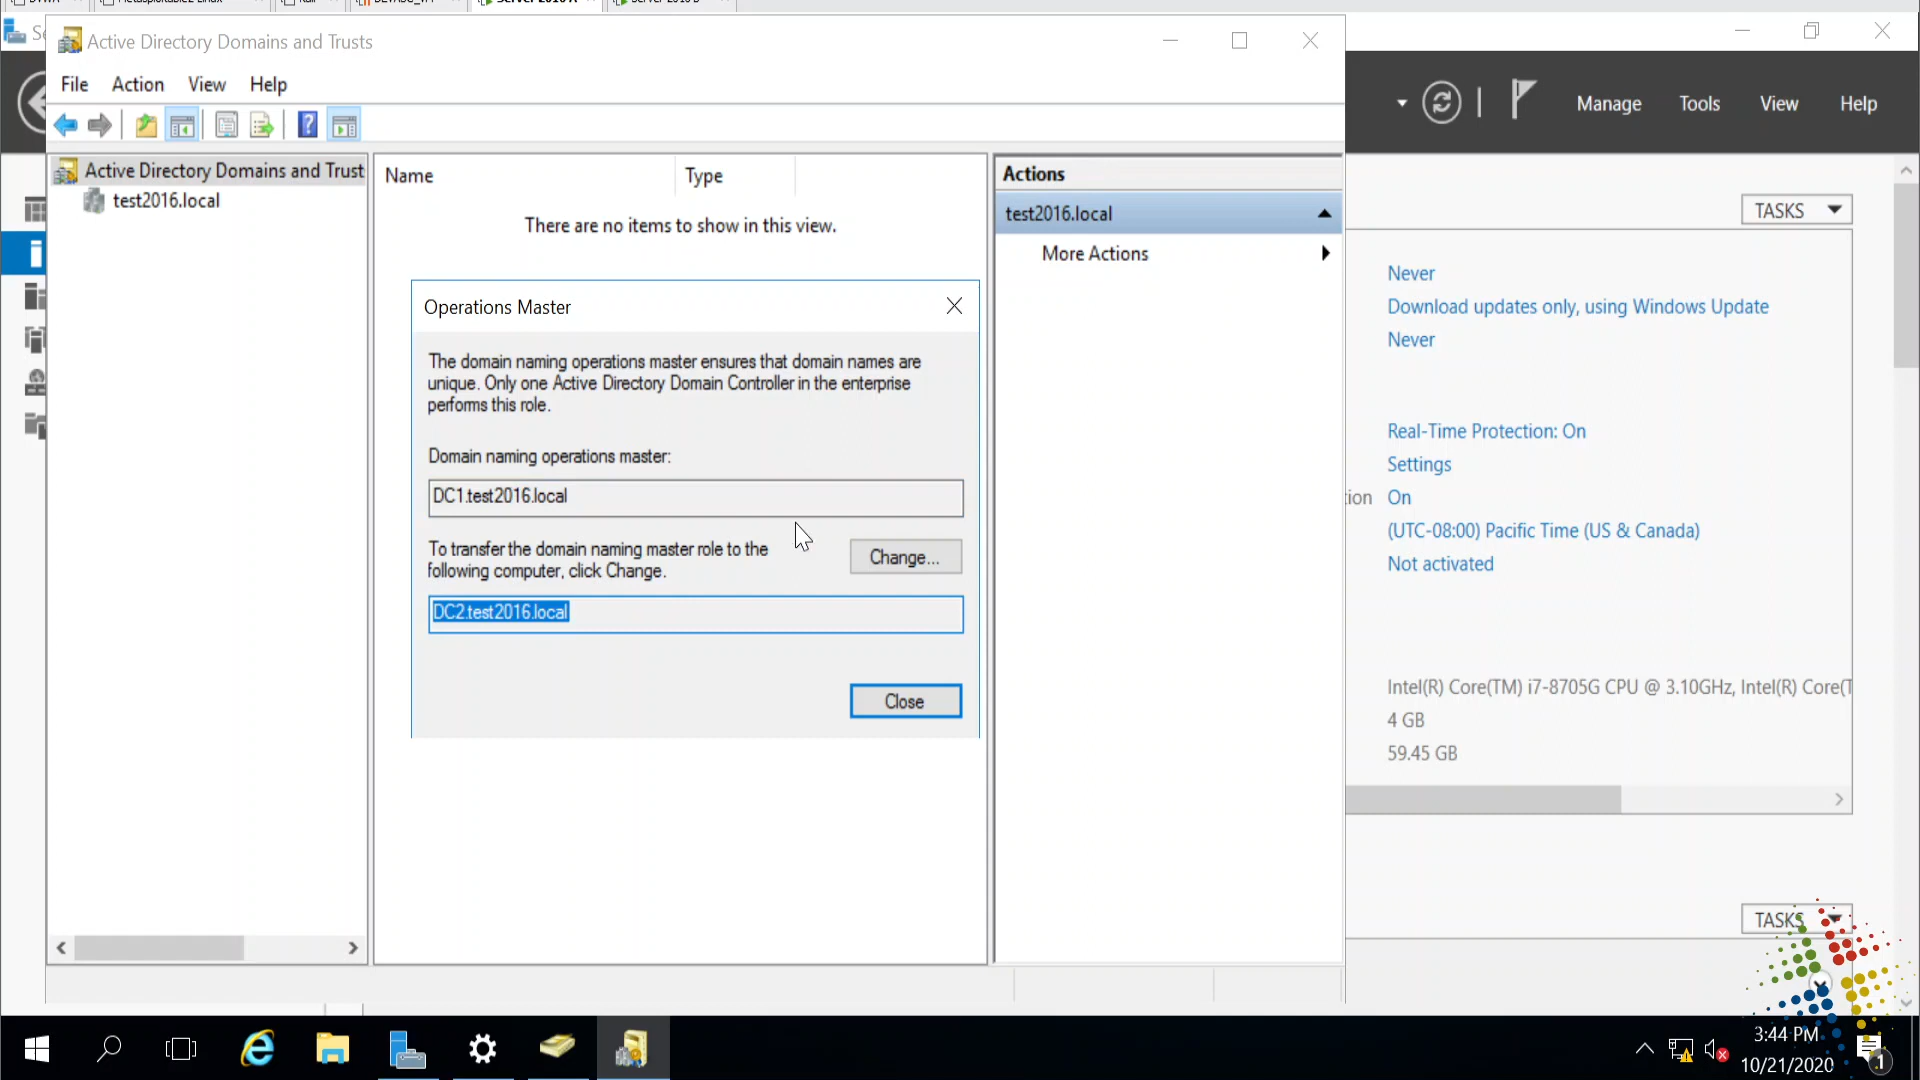 Active Directory Domains and Trusts
File Action View Help
Manage Tools View Help
Active Directory Domains and Trust
test2016.local
Name Type
There are no items to show in this view.
Actions
test2016.local
More Actions
TASKS
Never
Download updates only, using Windows Update
Never
Operations Master
The domain naming operations master ensures that domain names are
unique. Only one Active Directory Domain Controller in the enterprise
performs this role.
Domain naming operations master:
DC1.test2016.local
To transfer the domain naming master role to the
following computer, click Change.
Change...
DC2.test2016.local
Close
Real-Time Protection: On
Settings
tion On
(UTC-08:00) Pacific Time (US & Canada)
Not activated
Intel(R) Core(TM) i7-8705G CPU @ 3.10GHz, Intel(R) Core(T
4 GB
59.45 GB
TASKS
3:44 PM
10/21/2020
1